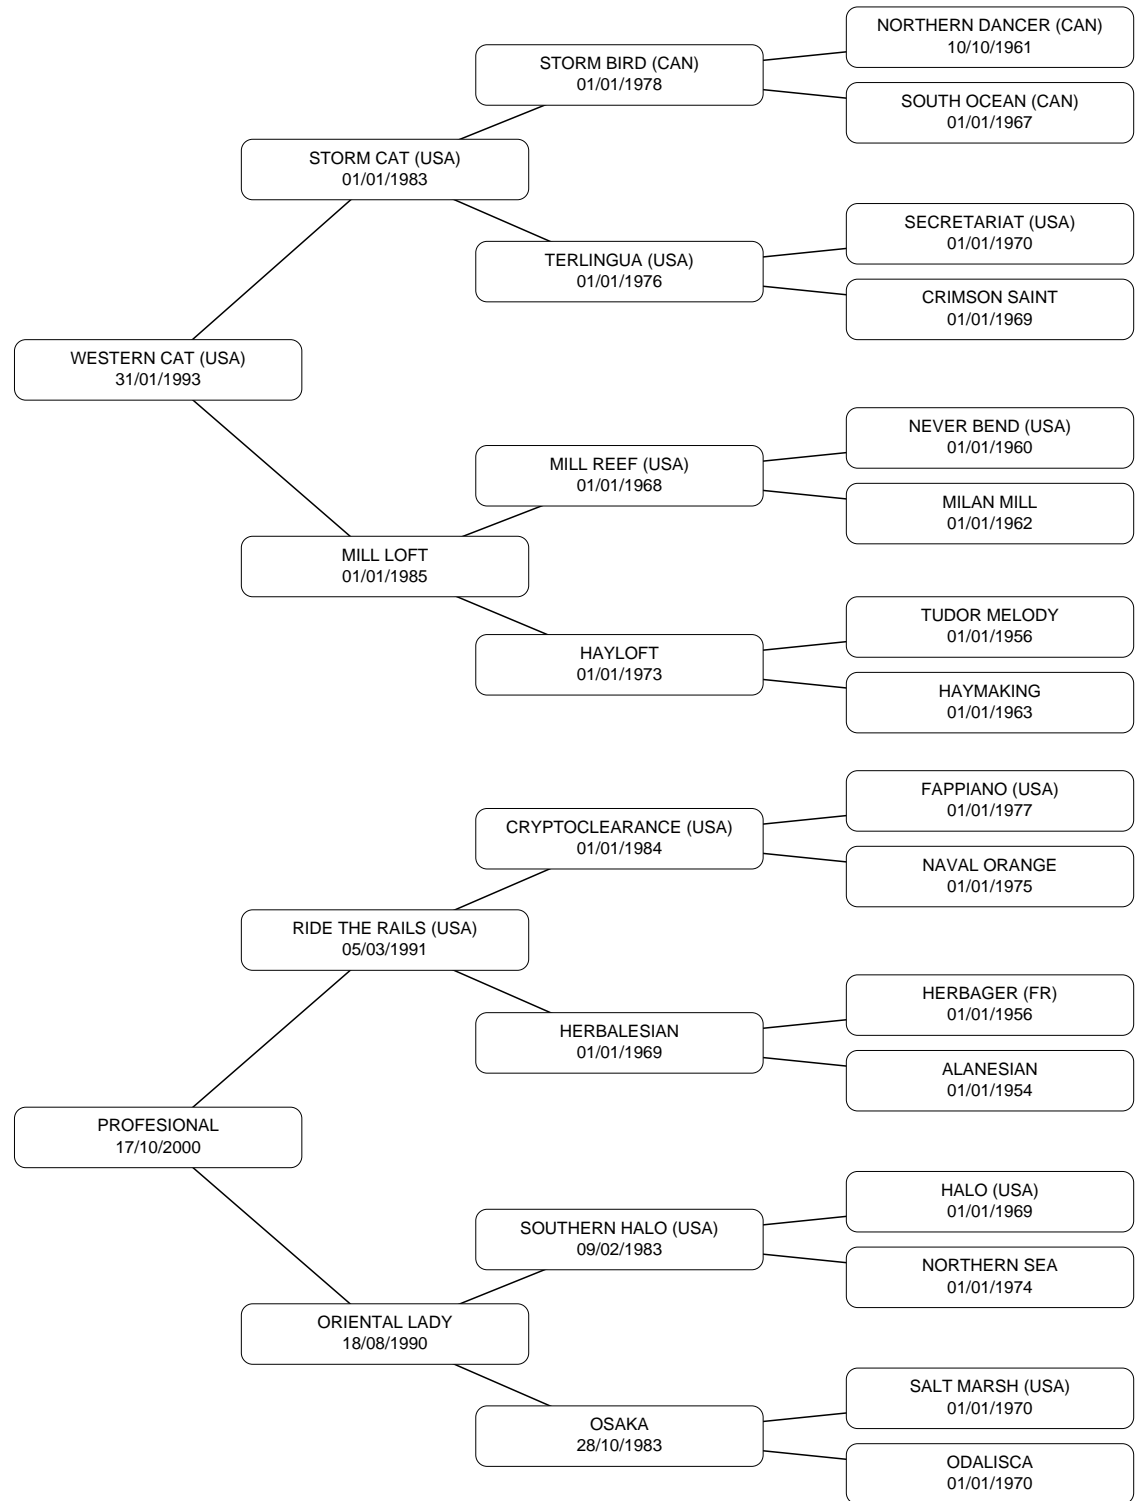 NORTHERN DANCER (CAN)
10/10/1961
STORM BIRD (CAN)
01/01/1978
SOUTH OCEAN (CAN)
01/01/1967
STORM CAT (USA)
01/01/1983
SECRETARIAT (USA)
01/01/1970
TERLINGUA (USA)
01/01/1976
CRIMSON SAINT
01/01/1969
WESTERN CAT (USA)
31/01/1993
NEVER BEND (USA)
01/01/1960
MILL REEF (USA)
01/01/1968
MILAN MILL
01/01/1962
MILL LOFT
01/01/1985
TUDOR MELODY
01/01/1956
HAYLOFT
01/01/1973
HAYMAKING
01/01/1963
FAPPIANO (USA)
01/01/1977
CRYPTOCLEARANCE (USA)
01/01/1984
NAVAL ORANGE
01/01/1975
RIDE THE RAILS (USA)
05/03/1991
HERBAGER (FR)
01/01/1956
HERBALESIAN
01/01/1969
ALANESIAN
01/01/1954
PROFESIONAL
17/10/2000
HALO (USA)
01/01/1969
SOUTHERN HALO (USA)
09/02/1983
NORTHERN SEA
01/01/1974
ORIENTAL LADY
18/08/1990
SALT MARSH (USA)
01/01/1970
OSAKA
28/10/1983
ODALISCA
01/01/1970